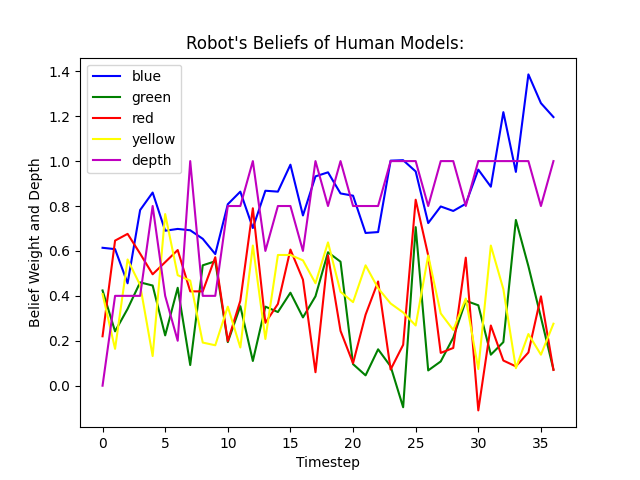 Robot's Beliefs of Human Models:
blue
green
red
yellow
depth
Belief Weight and Depth
1.4
1.2
1.0
0.8
0.6
0.4
0.2
0.0
0 5 10 15 20 25 30 35
Timestep